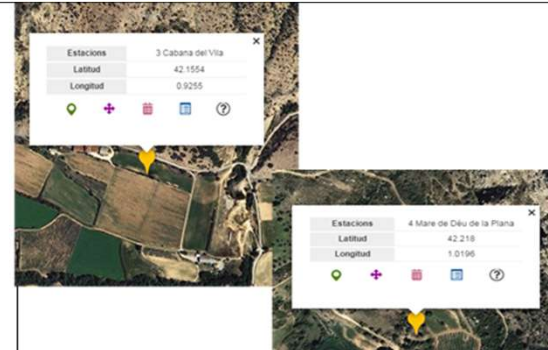 ×
Estacions 3 Cabana del Vila
Latitud 42.1554
Longitud 0.9255
?
×
Estacions 4 Mare de Déu de la Plana
Latitud 42.218
Longitud 1.0196
?